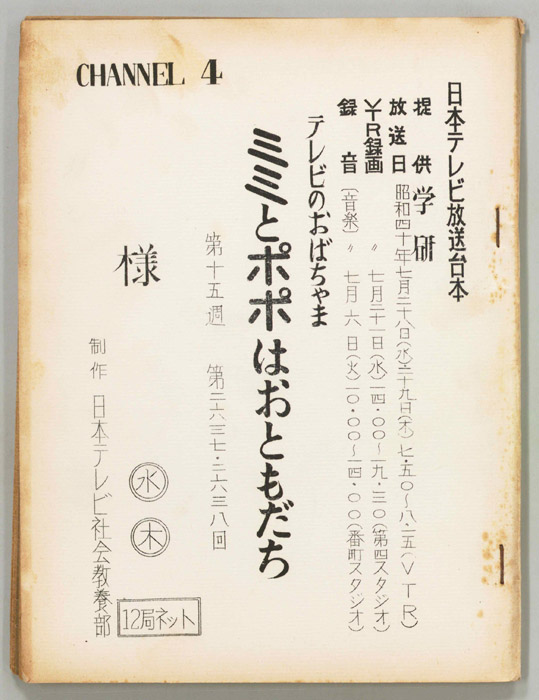 CHANNEL 4
日本テレビ放送台本
提供 学研
放送日 昭和四十年七月二十八日(水)二十九日(木)七・五〇〜八・一五(VTR)
VTR録画 〃 七月二十一日(水)一四・〇〇〜一九・三〇(第四スタジオ)
録音〔音楽〕〃 七月六日(火)一〇・〇〇〜一四・〇〇(番町スタジオ)
テレビのおばちゃま
ミミとポポはおともだち
第十五週 第二六三七・二六三八回
様
水
木
12局ネット
制作 日本テレビ社会教養部